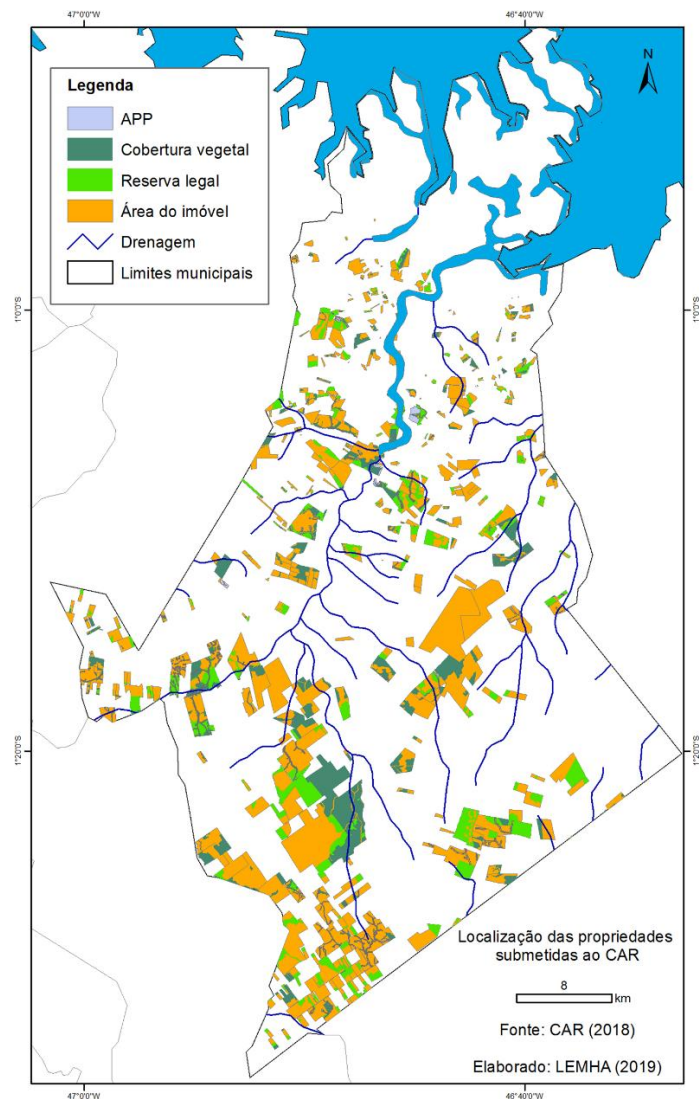 47°0'0"W
46°40'0"W
N
Legenda
APP
Cobertura vegetal
Reserva legal
Área do imóvel
Drenagem
Limites municipais
1°0'0"S
1°0'0"S
1°20'0"S
1°20'0"S
Localização das propriedades
submetidas ao CAR
8
km
Fonte: CAR (2018)
Elaborado: LEMHA (2019)
47°0'0"W
46°40'0"W